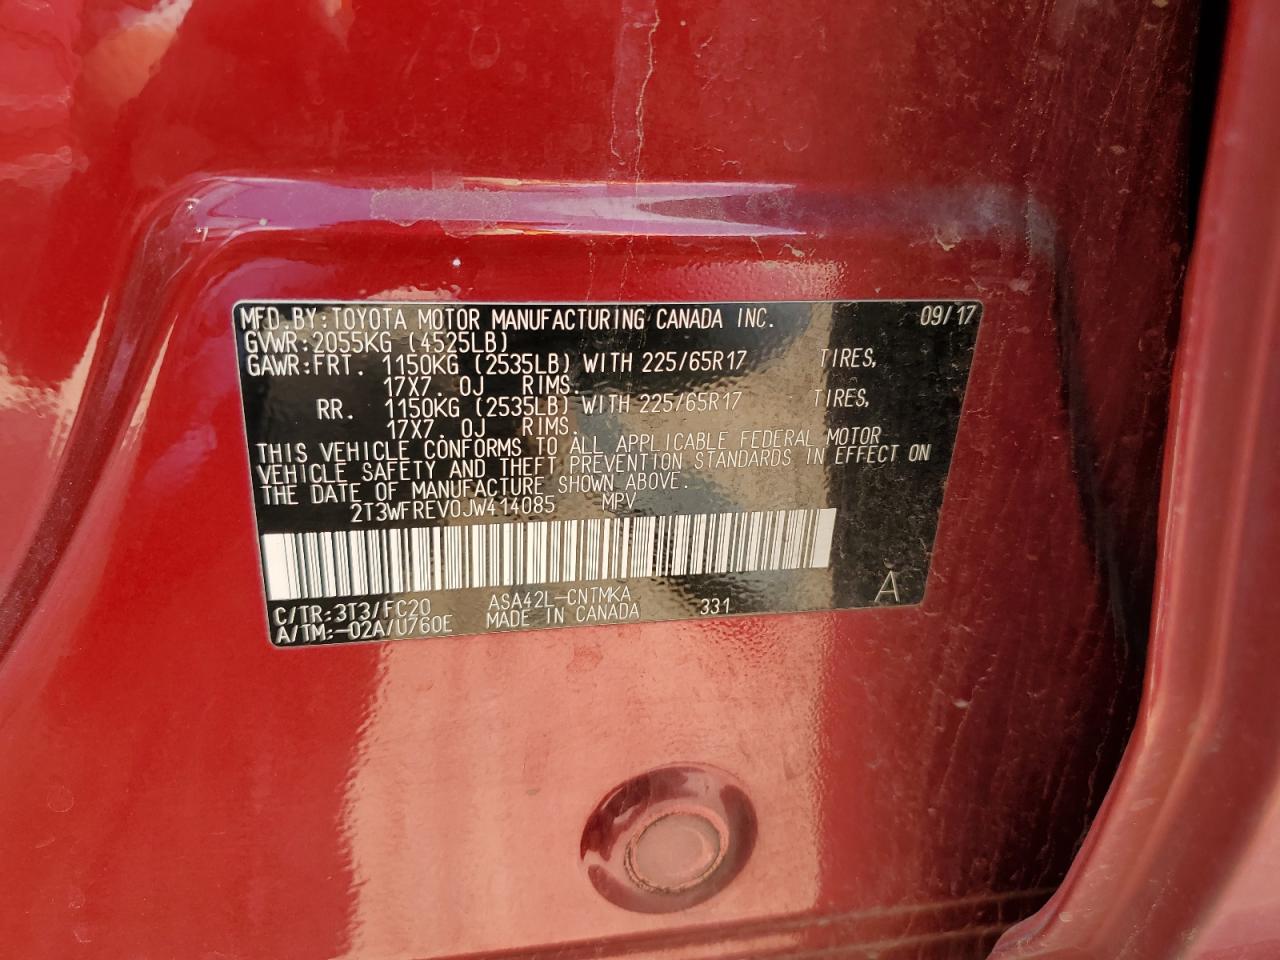 MFD.BY:TOYOTA MOTOR MANUFACTURING CANADA INC. 09/17
GVWR:2055KG (4525LB)
GAWR:FRT. 1150KG (2535LB) WITH 225/65R17 TIRES,
17X7.0J RIMS.
RR. 1150KG (2535LB) WITH 225/65R17 TIRES,
17X7.0J RIMS.
THIS VEHICLE CONFORMS TO ALL APPLICABLE FEDERAL MOTOR
VEHICLE SAFETY AND THEFT PREVENTION STANDARDS IN EFFECT ON
THE DATE OF MANUFACTURE SHOWN ABOVE.
2T3WFREV0JW414085 MPV
C/TR:3T3/FC20 ASA42L-CNTMKA 331 A
A/TM:-02A/U760E MADE IN CANADA